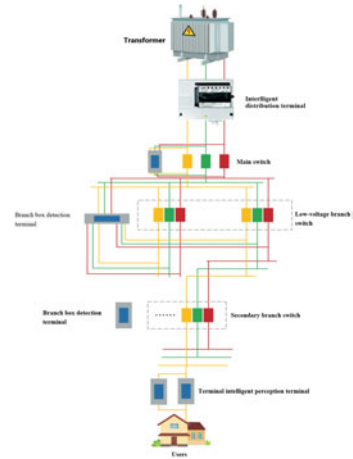 Transformer
Interlligent
distribution terminal
Main switch
Branch box detection
terminal
Low-voltage branch
switch
Branch box detection
terminal
......
Secondary branch switch
Terminal intelligent perception terminal
Users